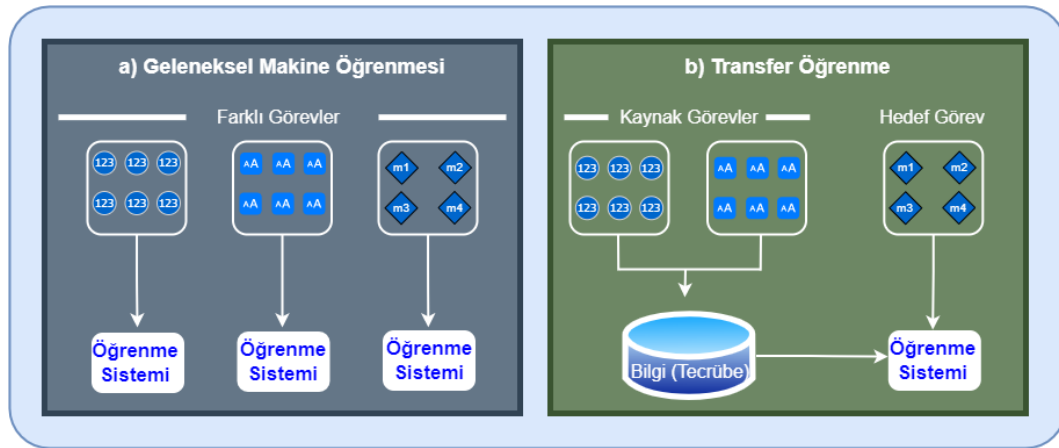 a) Geleneksel Makine Öğrenmesi
Farklı Görevler
123 123 123
123 123 123
AA AA AA
AA AA AA
m1 m2
m3 m4
Öğrenme
Sistemi
Öğrenme
Sistemi
Öğrenme
Sistemi
b) Transfer Öğrenme
Kaynak Görevler
Hedef Görev
123 123 123
123 123 123
AA AA AA
AA AA AA
m1 m2
m3 m4
Bilgi (Tecrübe)
Öğrenme
Sistemi